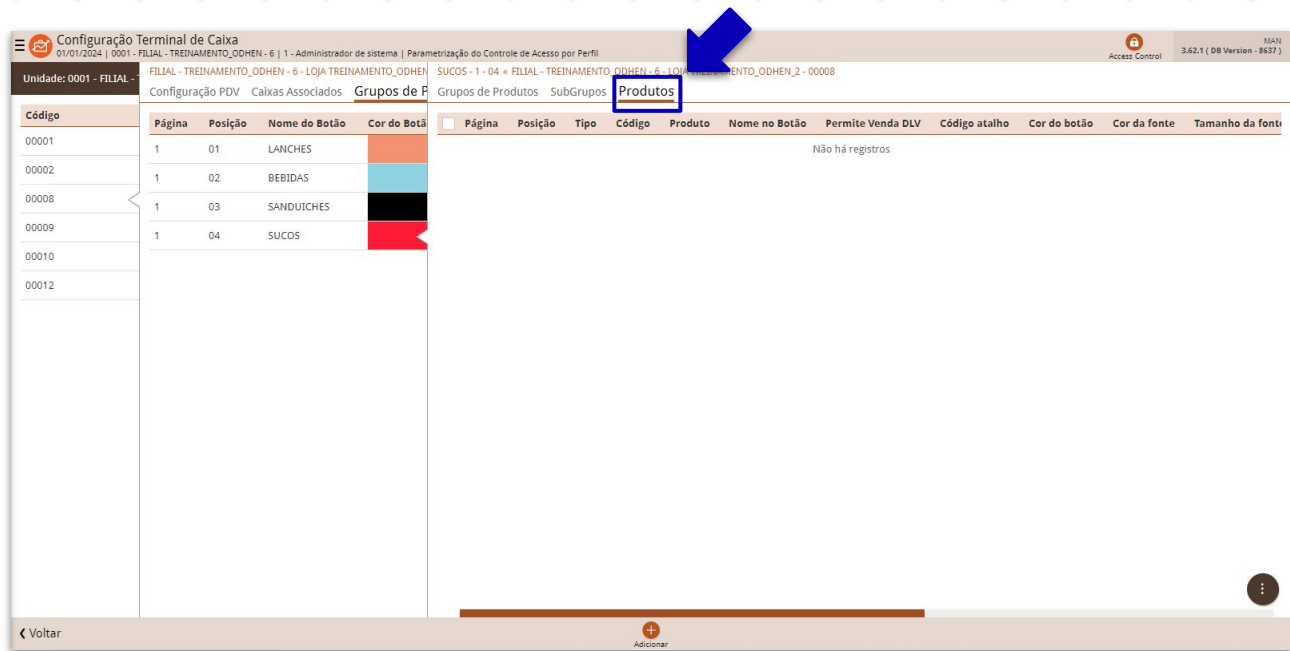 Configuração Terminal de Caixa
01/01/2024 | 0001 - FILIAL - TREINAMENTO_ODHEN - 6 | 1 - Administrador de sistema | Parametrização do Controle de Acesso por Perfil
Access Control
MAN
3.62.1 ( DB Version - 8637 )
Unidade: 0001 - FILIAL -
Código
00001
00002
00008
00009
00010
00012
FILIAL - TREINAMENTO_ODHEN - 6 - LOJA TREINAMENTO_ODHEN
Configuração PDV Caixas Associados Grupos de P
Página Posição Nome do Botão Cor do Botã
1 01 LANCHES
1 02 BEBIDAS
1 03 SANDUICHES
1 04 SUCOS
SUCOS - 1 - 04 « FILIAL - TREINAMENTO_ODHEN - 6 - LOJA TREINAMENTO_ODHEN_2 - 00008
Grupos de Produtos SubGrupos Produtos
Página Posição Tipo Código Produto Nome no Botão Permite Venda DLV Código atalho Cor do botão Cor da fonte Tamanho da fonte
Não há registros
Voltar
Adicionar